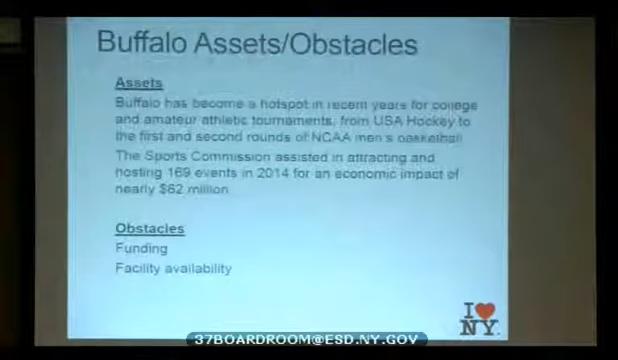 Buffalo Assets/Obstacles
Assets
Buffalo has become a hotspot in recent years for college
and amateur athletic tournaments, from USA Hockey to
the first and second rounds of NCAA men's basketball.
The Sports Commission assisted in attracting and
hosting 169 events in 2014 for an economic impact of
nearly $62 million.
Obstacles
Funding
Facility availability
I
NY
37BOARDROOM@ESD.NY.GOV